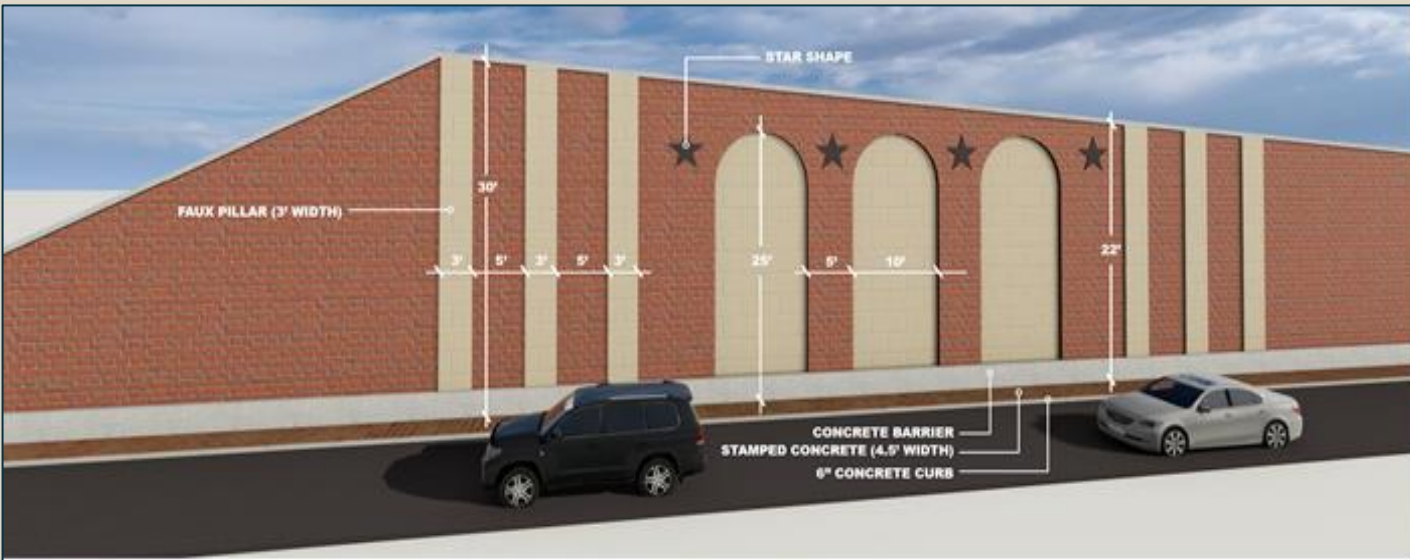 STAR SHAPE
30'
FAUX PILLAR (3' WIDTH)
3' 5' 3' 5' 3'
25'
5' 10'
22'
CONCRETE BARRIER
STAMPED CONCRETE (4.5' WIDTH)
6" CONCRETE CURB